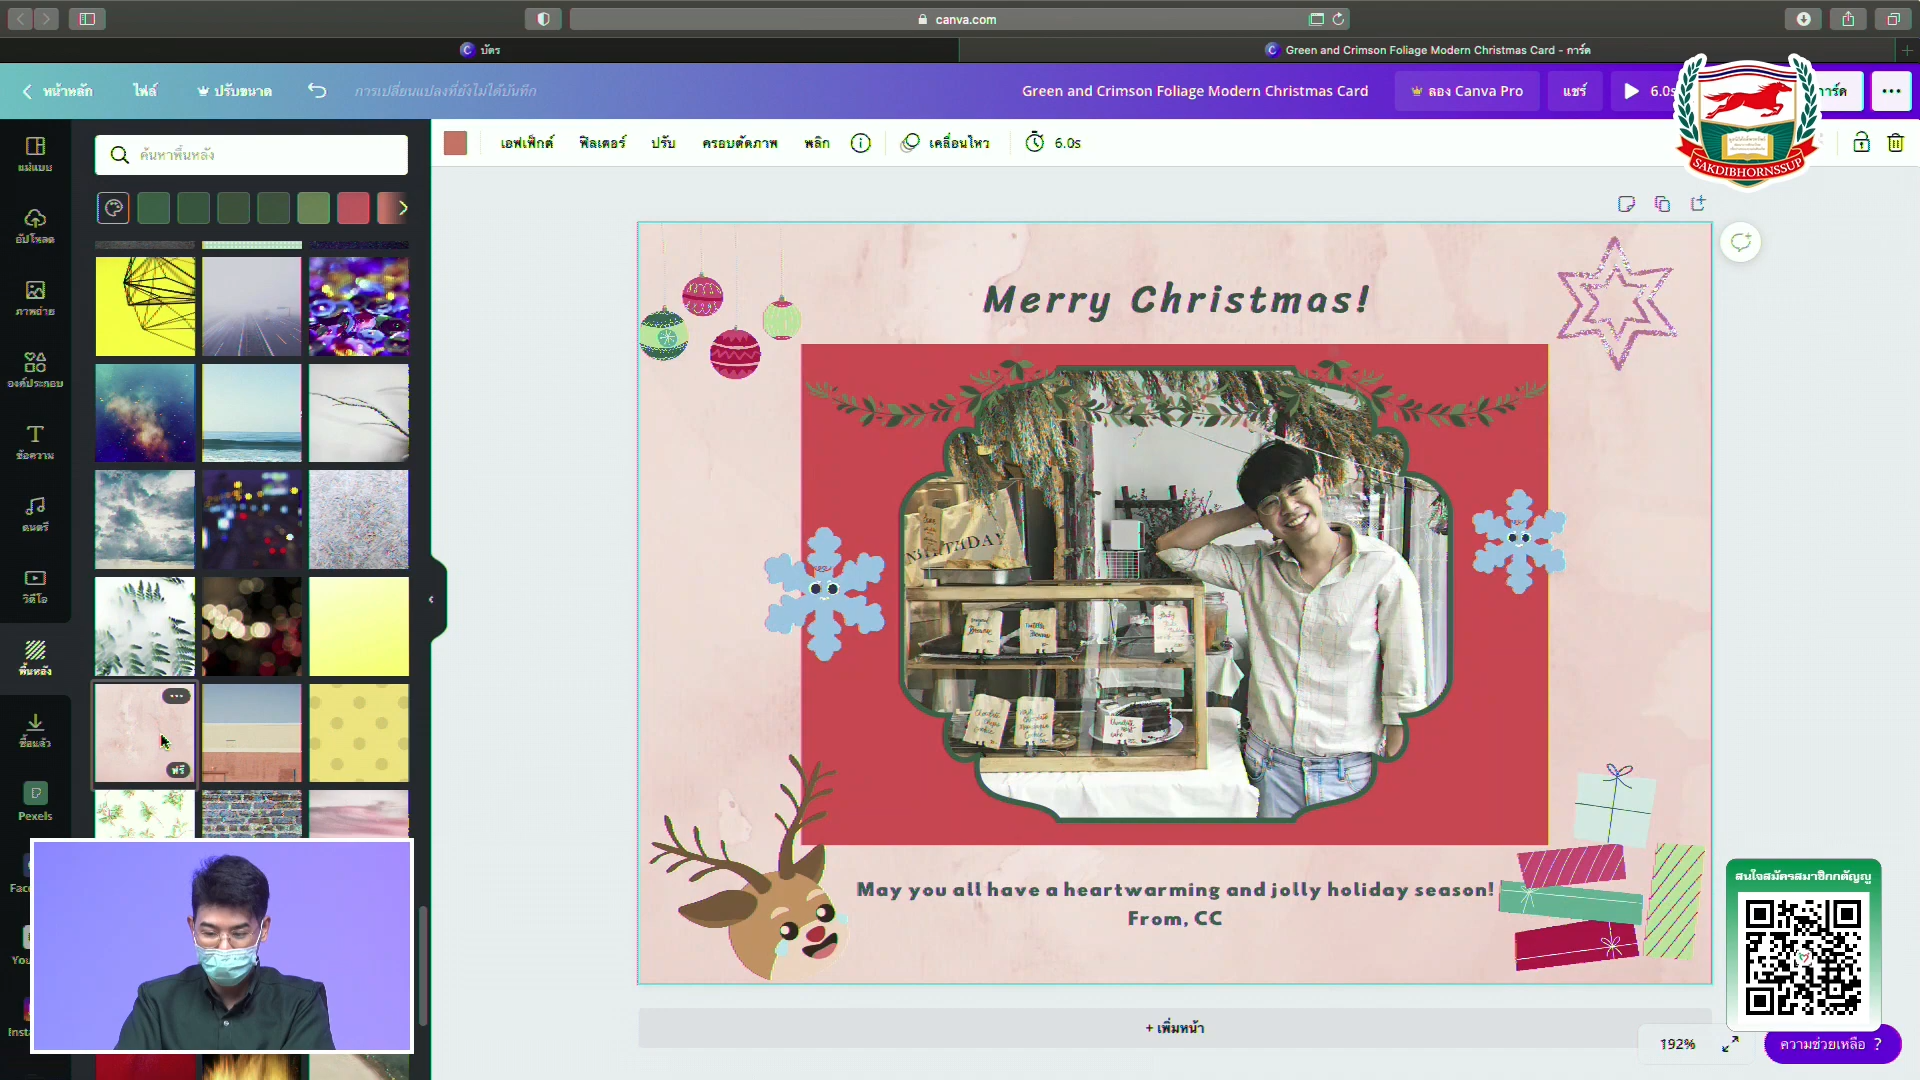 canva.com
บัตร
Green and Crimson Foliage Modern Christmas Card - การ์ด
หน้าหลัก
ไฟล์
ปรับขนาด
การเปลี่ยนแปลงที่ยังไม่ได้บันทึก
Green and Crimson Foliage Modern Christmas Card
ลอง Canva Pro
แชร์
6.0s
การ์ด
SAKDIBHORNSSUP
แม่แบบ
ค้นหาพื้นหลัง
เอฟเฟ็กต์
ฟิลเตอร์
ปรับ
ครอบตัดภาพ
พลิก
เคลื่อนไหว
6.0s
อัปโหลด
ภาพถ่าย
องค์ประกอบ
ข้อความ
ดนตรี
วิดีโอ
พื้นหลัง
ฟรี
ซื้อแล้ว
Pexels
Merry Christmas!
BIRTHDAY
May you all have a heartwarming and jolly holiday season!
From, CC
สนใจสมัครสมาชิกกตัญญู
+ เพิ่มหน้า
192%
ความช่วยเหลือ ?